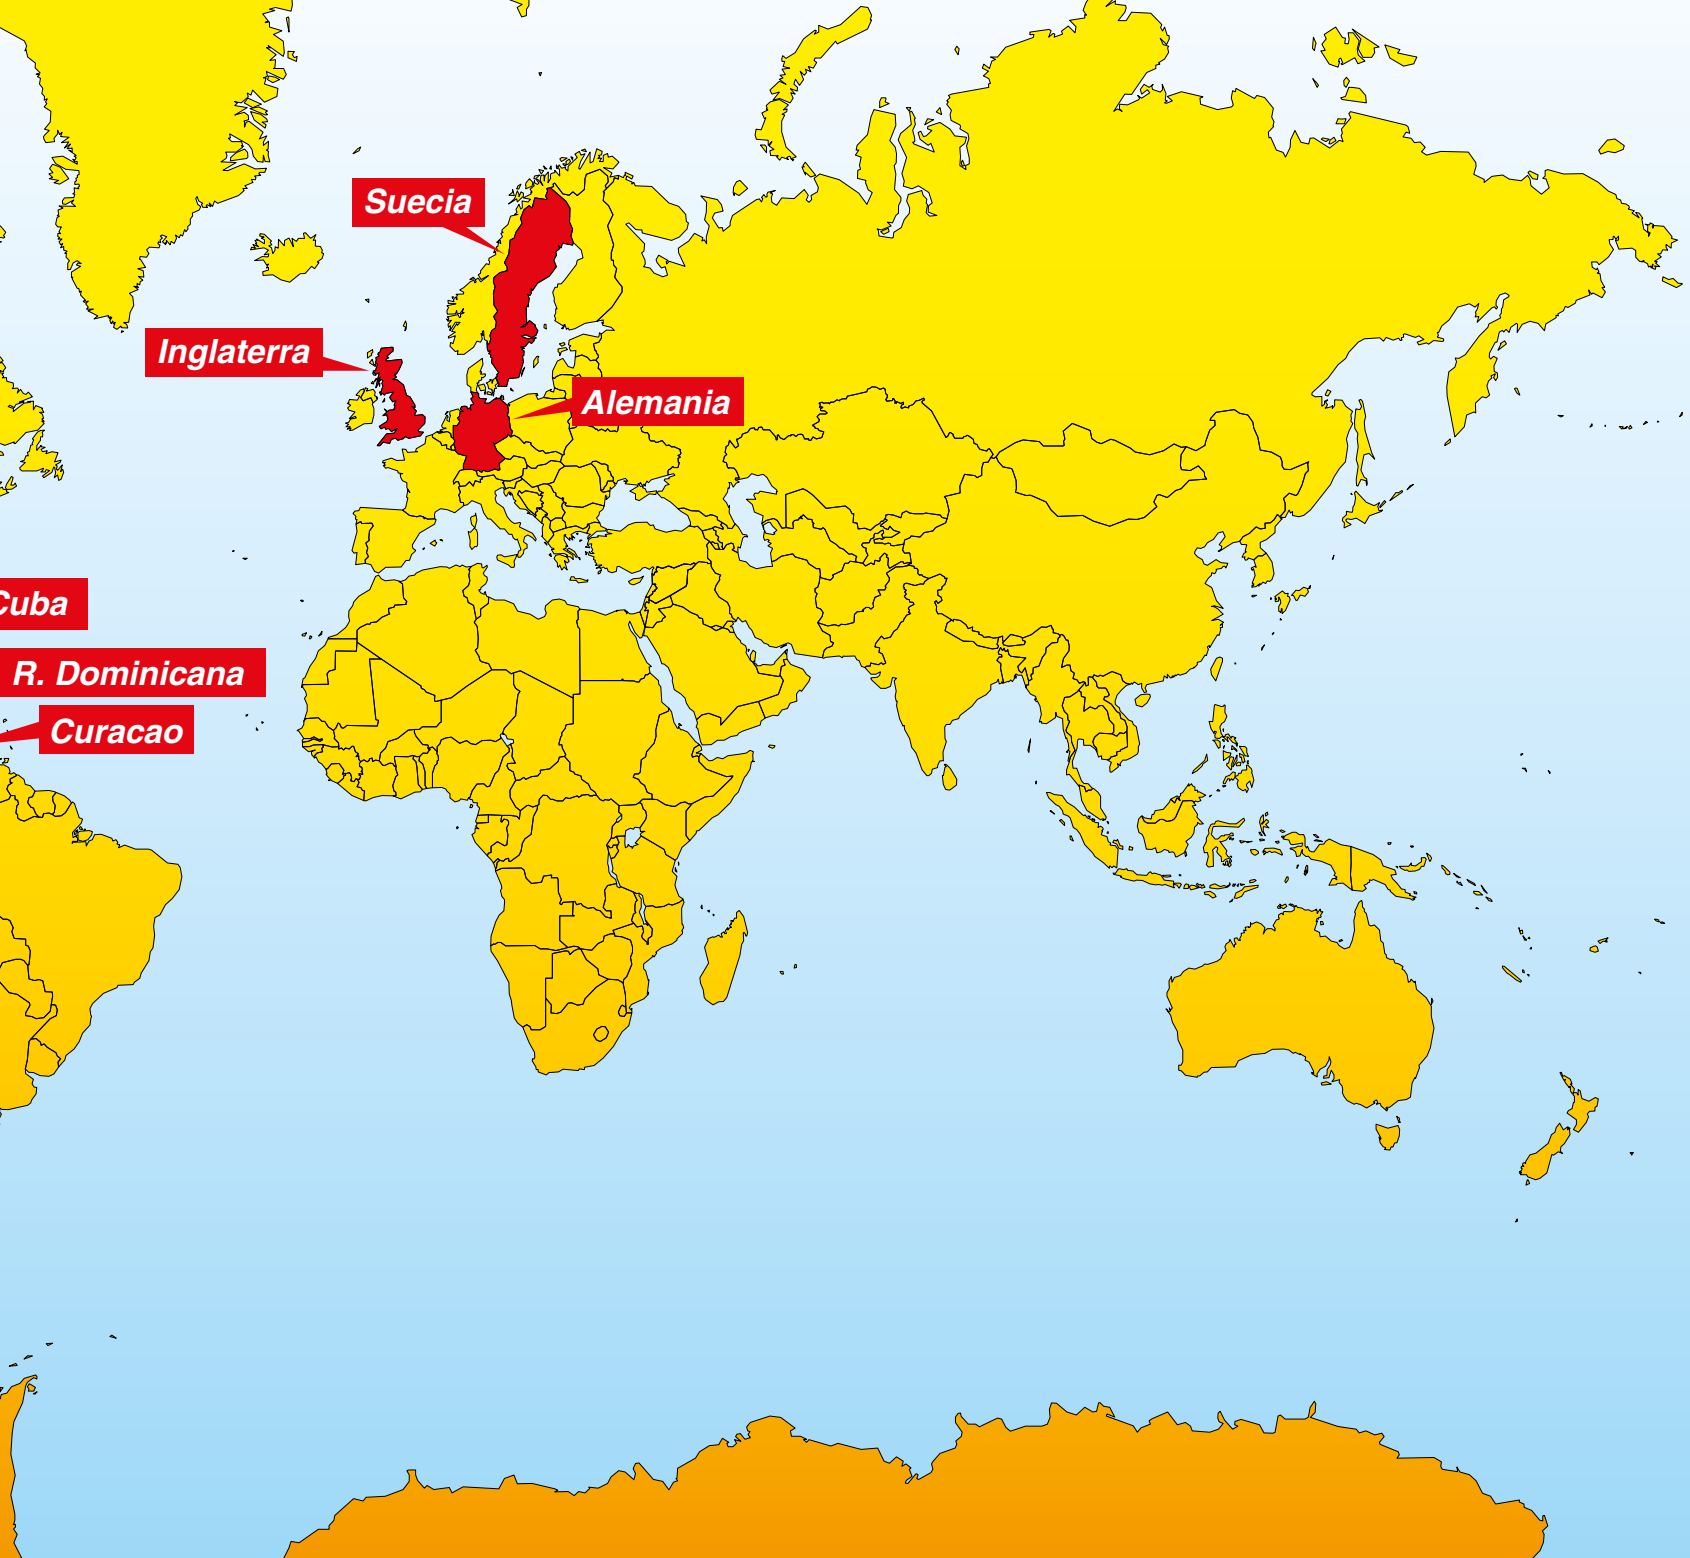 Suecia
Inglaterra
Alemania
Cuba
R. Dominicana
Curacao